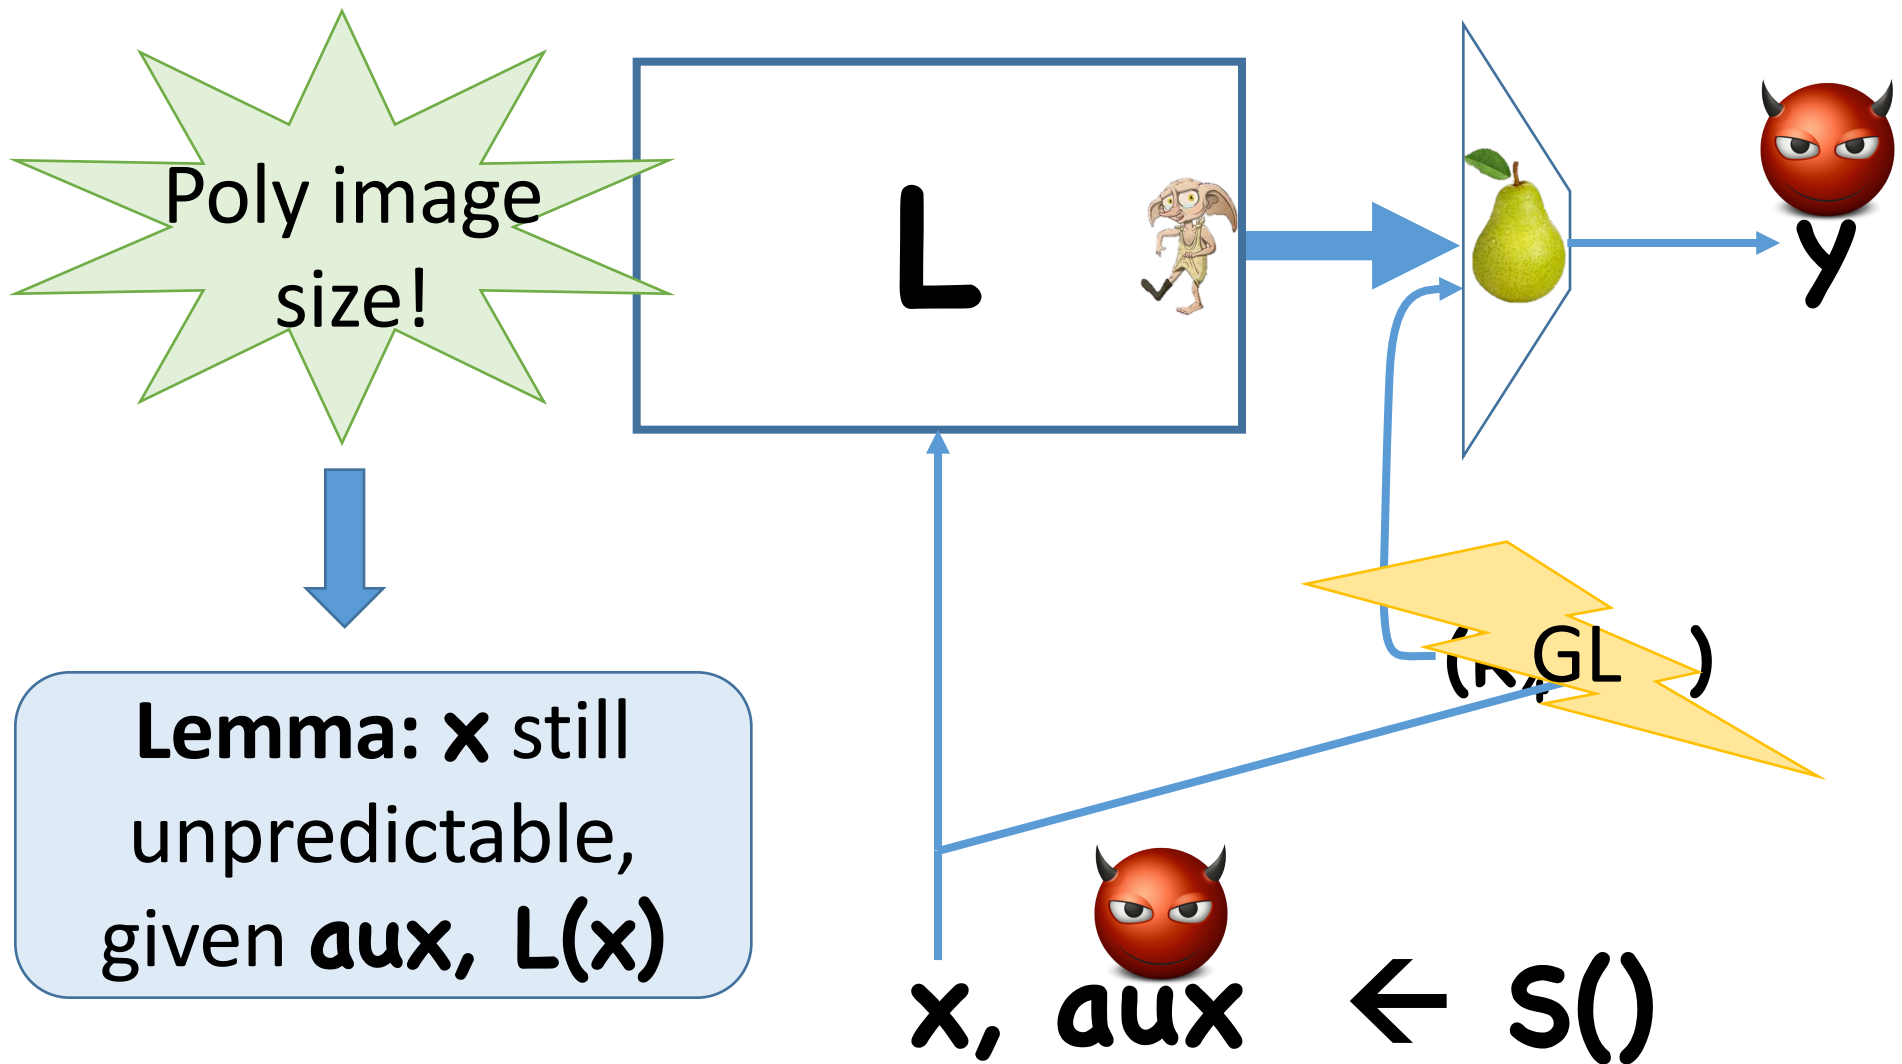 Poly image
size!
L
y
GL )
Lemma: x still
unpredictable,
given aux, L(x)
x, aux ← S()